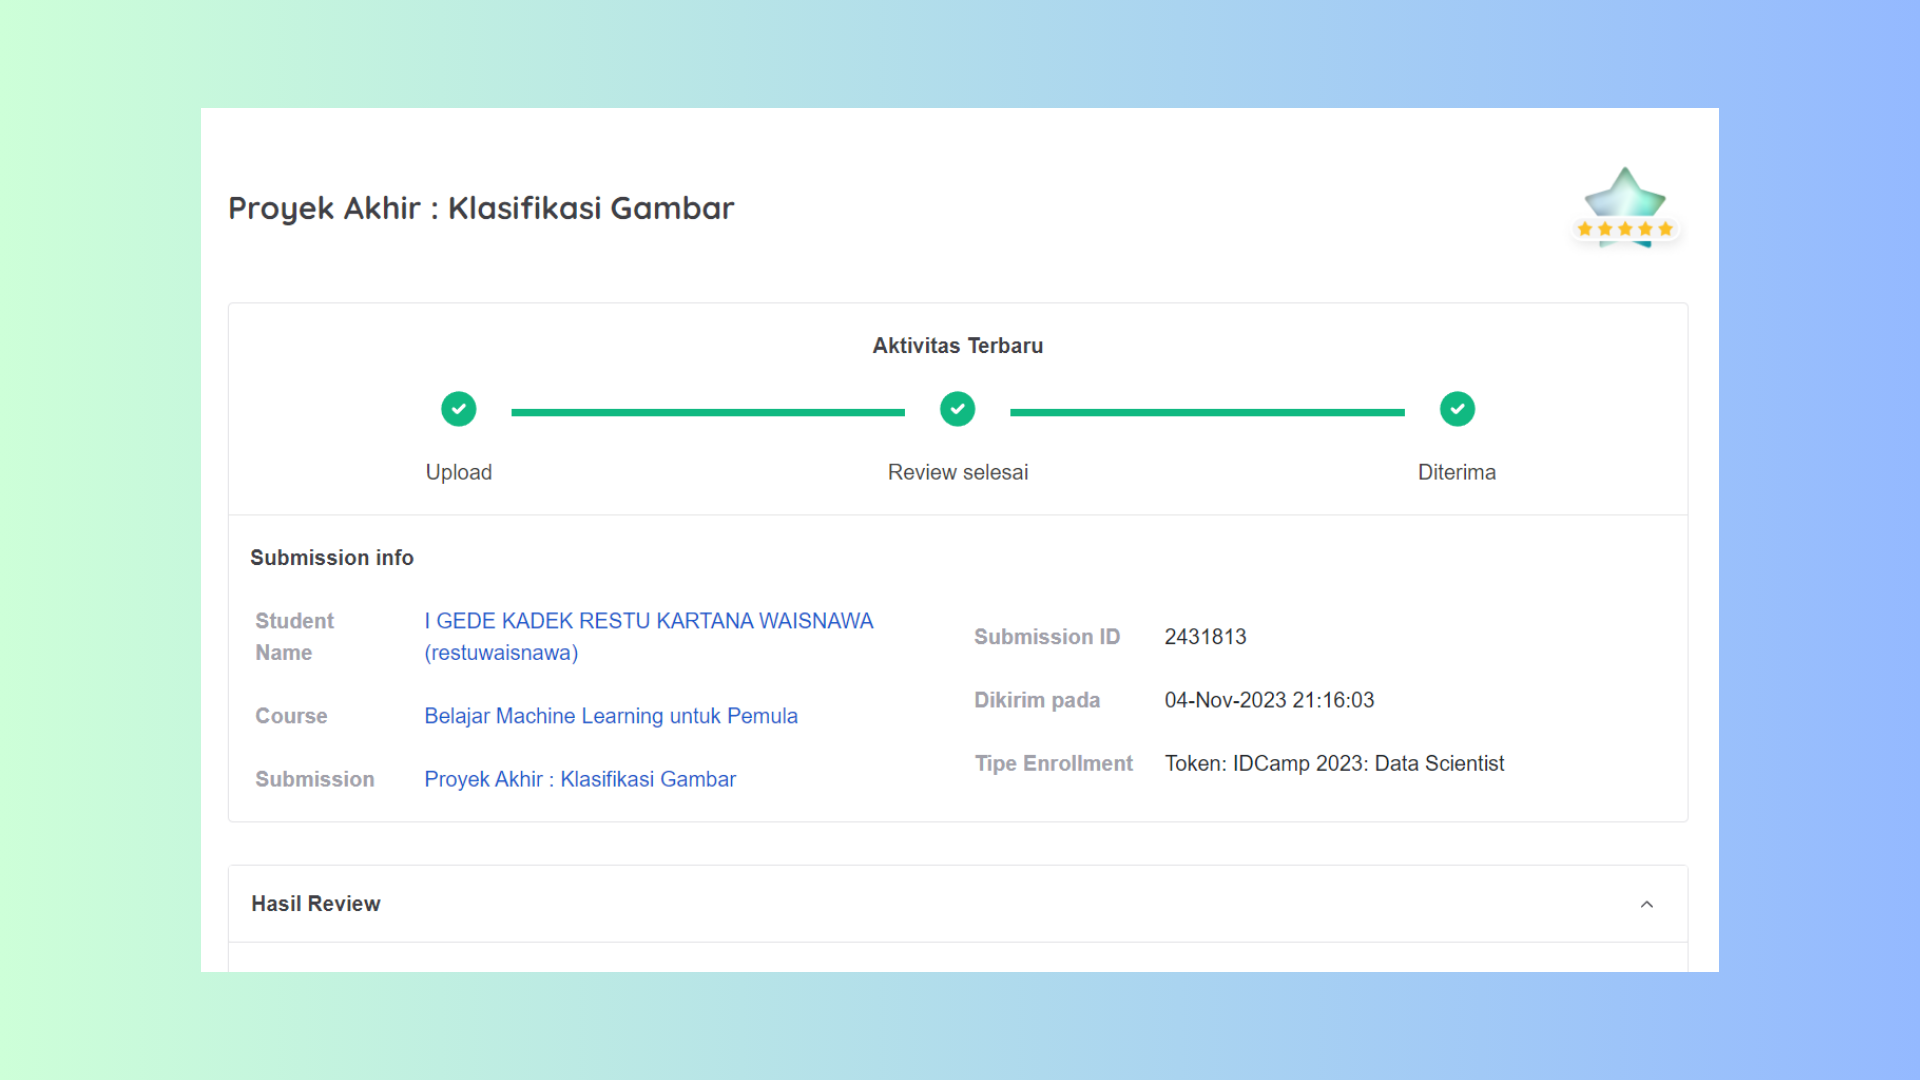 Proyek Akhir : Klasifikasi Gambar
Aktivitas Terbaru
Upload
Review selesai
Diterima
Submission info
Student Name
I GEDE KADEK RESTU KARTANA WAISNAWA
(restuwaisnawa)
Course
Belajar Machine Learning untuk Pemula
Submission
Proyek Akhir : Klasifikasi Gambar
Submission ID
2431813
Dikirim pada
04-Nov-2023 21:16:03
Tipe Enrollment
Token: IDCamp 2023: Data Scientist
Hasil Review